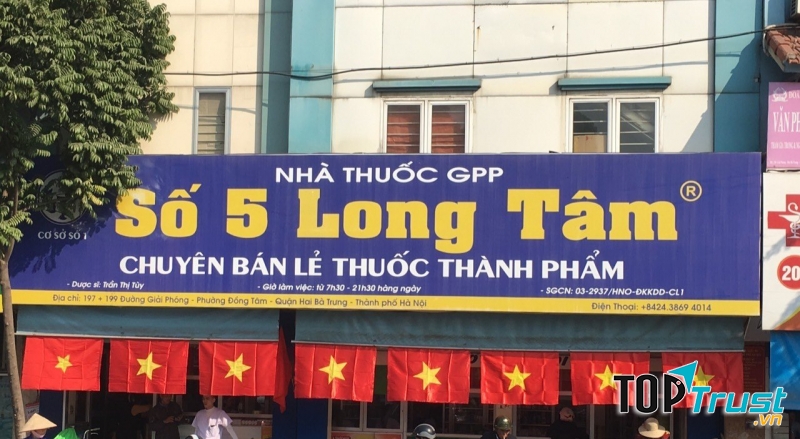 NHÀ THUỐC GPP
Số 5 Long Tâm ®
CƠ SỞ SỐ 1
CHUYÊN BÁN LẺ THUỐC THÀNH PHẨM
- Dược sĩ: Trần Thị Túy - Giờ làm việc: từ 7h30 - 21h30 hàng ngày - SGCN: 03-2937/HNO-ĐKKDD-CL1
Địa chỉ: 197 + 199 Đường Giải Phóng - Phường Đồng Tâm - Quận Hai Bà Trưng - Thành phố Hà Nội Điện Thoại: +8424.3869 4014
VĂN
20
TOPTrust.vn